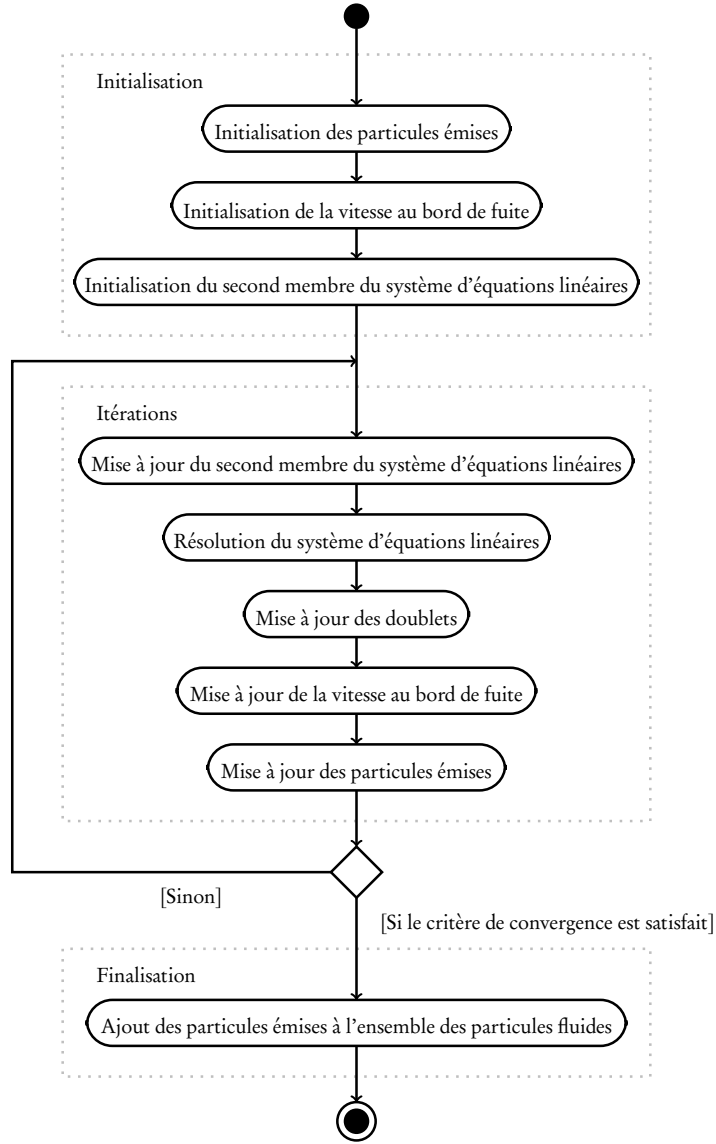 Initialisation
Initialisation des particules émises
Initialisation de la vitesse au bord de fuite
Initialisation du second membre du système d’équations linéaires
Itérations
Mise à jour du second membre du système d’équations linéaires
Résolution du système d’équations linéaires
Mise à jour des doublets
Mise à jour de la vitesse au bord de fuite
Mise à jour des particules émises
[Sinon]
[Si le critère de convergence est satisfait]
Finalisation
Ajout des particules émises à l’ensemble des particules fluides